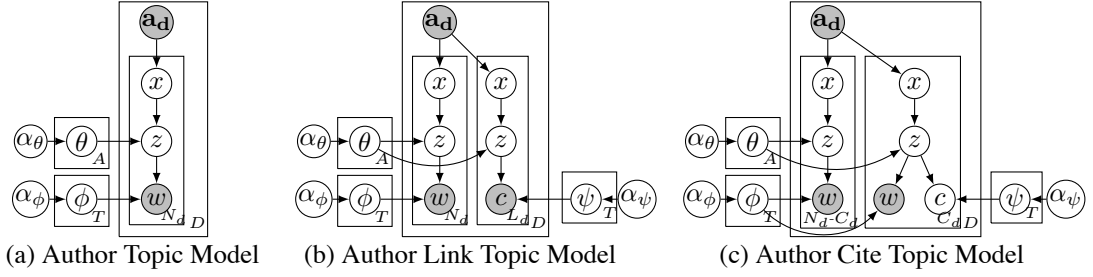 a_d a_d a_d
x x x x x
α_θ θ z α_θ θ z z α_θ θ z z
A A A
α_ϕ ϕ w α_ϕ ϕ w c ψ α_ψ α_ϕ ϕ w w c ψ α_ψ
T N_d D T N_d L_d D T T N_d-C_d C_d D T
(a) Author Topic Model (b) Author Link Topic Model (c) Author Cite Topic Model